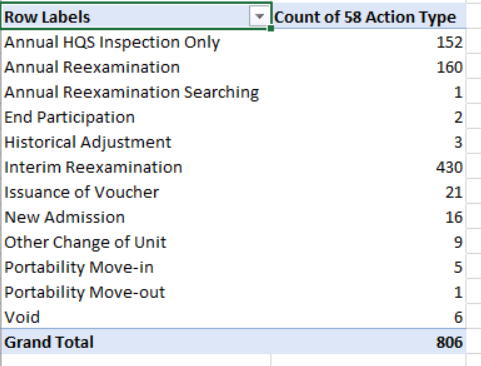 Row Labels Count of 58 Action Type
Annual HQS Inspection Only 152
Annual Reexamination 160
Annual Reexamination Searching 1
End Participation 2
Historical Adjustment 3
Interim Reexamination 430
Issuance of Voucher 21
New Admission 16
Other Change of Unit 9
Portability Move-in 5
Portability Move-out 1
Void 6
Grand Total 806